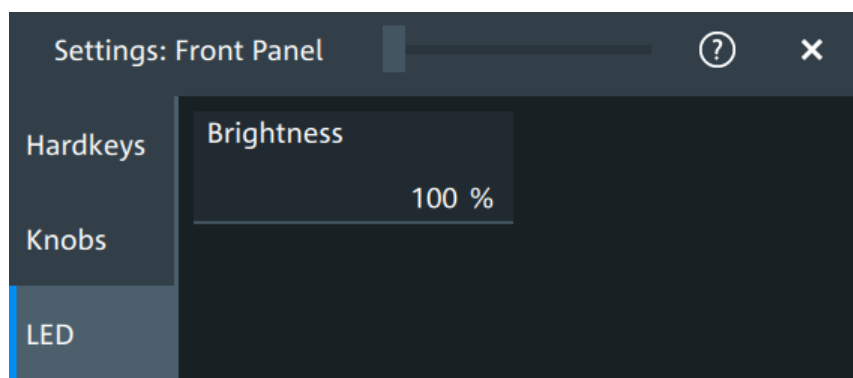 Settings: Front Panel ? ×
Hardkeys
Brightness
100 %
Knobs
LED